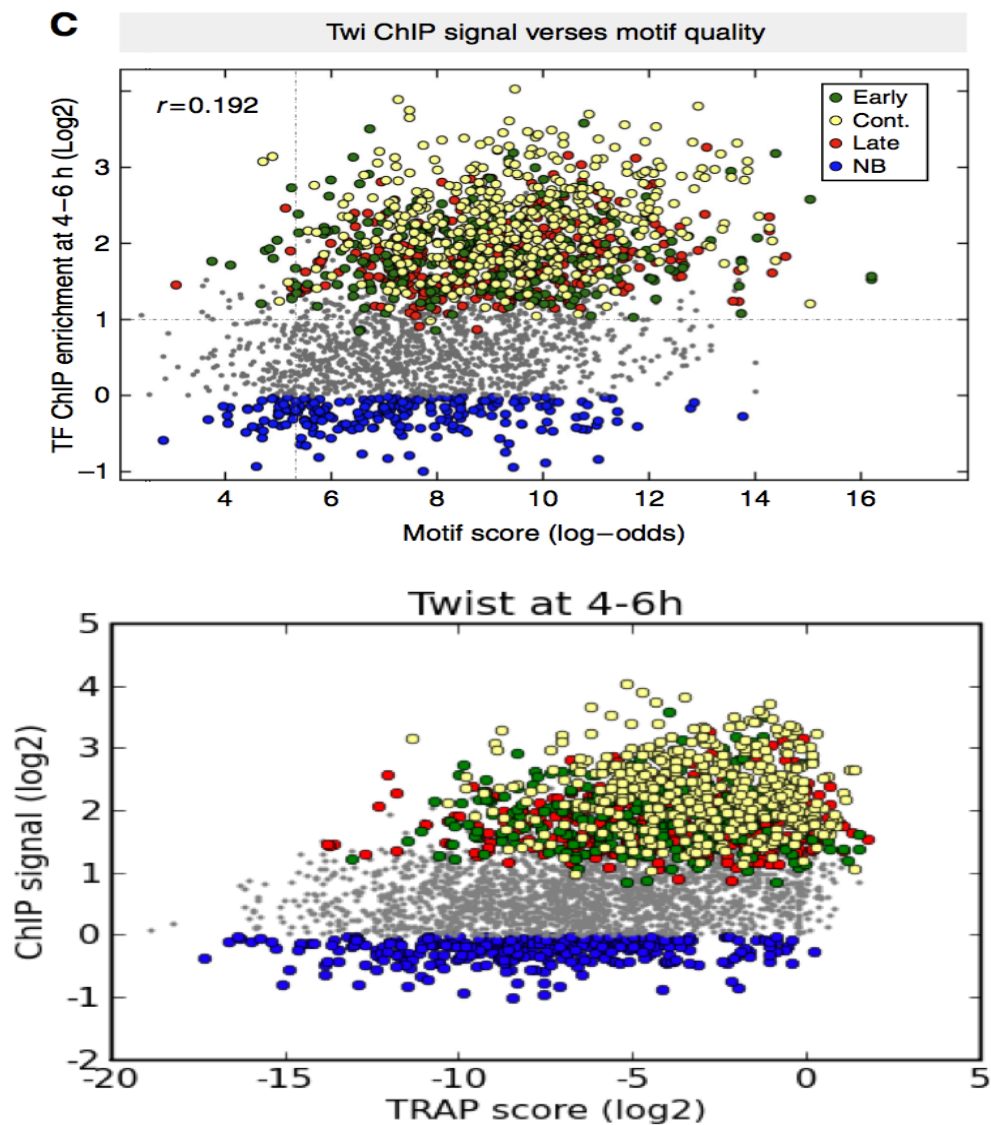 C
Twi ChIP signal verses motif quality
TF ChIP enrichment at 4–6 h (Log2)
r=0.192
Early
Cont.
Late
NB
3
2
1
0
−1
4 6 8 10 12 14 16
Motif score (log−odds)
Twist at 4-6h
ChIP signal (log2)
5
4
3
2
1
0
-1
-2
-20 -15 -10 -5 0 5
TRAP score (log2)